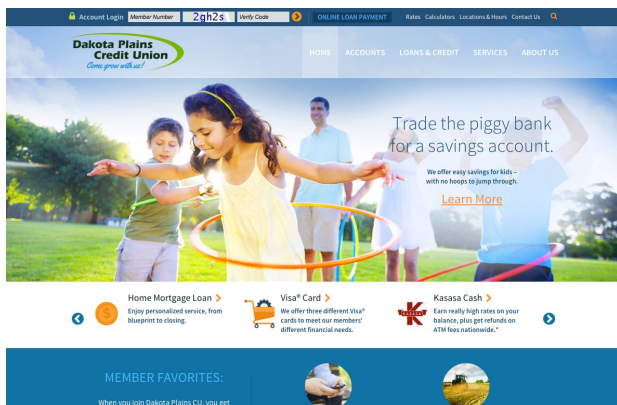 Account Login Member Number 2gh2s Verify Code ONLINE LOAN PAYMENT Rates Calculators Locations & Hours Contact Us
Dakota Plains
Credit Union
Come grow with us!
HOME ACCOUNTS LOANS & CREDIT SERVICES ABOUT US
Trade the piggy bank
for a savings account.
We offer easy savings for kids –
with no hoops to jump through.
Learn More
Home Mortgage Loan
Enjoy personalized service, from
blueprint to closing.
Visa® Card
We offer three different Visa®
cards to meet our members'
different financial needs.
KASASA
Kasasa Cash
Earn really high rates on your
balance, plus get refunds on
ATM fees nationwide.*
MEMBER FAVORITES:
When you join Dakota Plains CU, you get